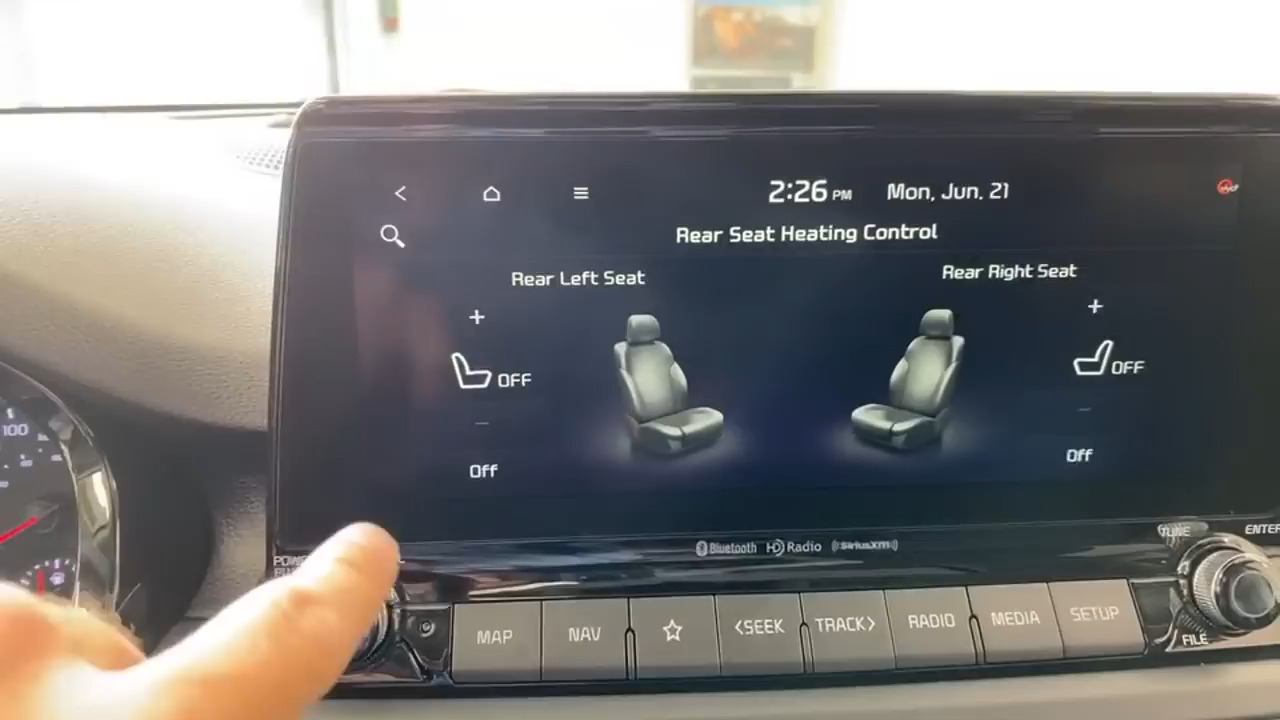 2:26 PM Mon, Jun. 21
Rear Seat Heating Control
Rear Left Seat
Rear Right Seat
+
+
OFF
OFF
Off
Off
100
Bluetooth HD Radio ((SiriusXM))
TUNE
ENTER
MAP
NAV
<SEEK
TRACK>
RADIO
MEDIA
SETUP
FILE